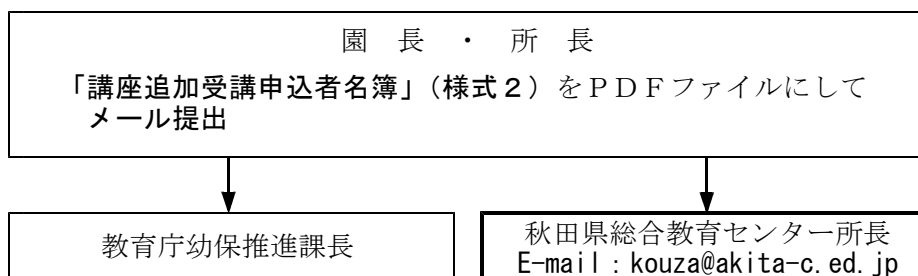 園　長　・　所　長
「講座追加受講申込者名簿」（様式２）をＰＤＦファイルにして
メール提出
教育庁幼保推進課長
秋田県総合教育センター所長
E-mail：kouza@akita-c.ed.jp